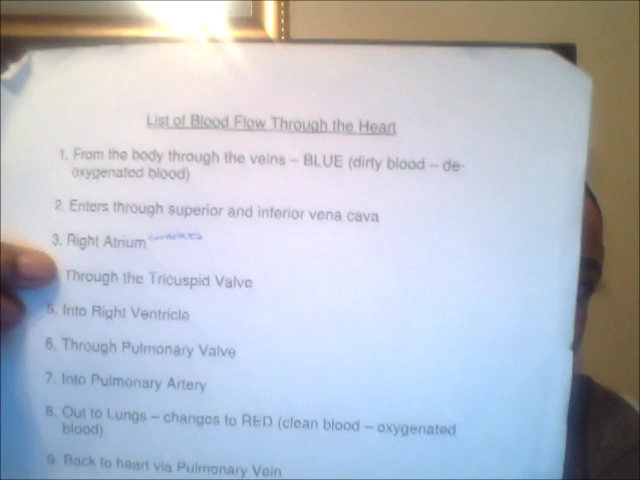 List of Blood Flow Through the Heart
1. From the body through the veins – BLUE (dirty blood – de-
oxygenated blood)
2. Enters through superior and inferior vena cava
3. Right Atrium
Through the Tricuspid Valve
5. Into Right Ventricle
6. Through Pulmonary Valve
7. Into Pulmonary Artery
8. Out to Lungs – changes to RED (clean blood – oxygenated
blood)
9. Back to heart via Pulmonary Vein